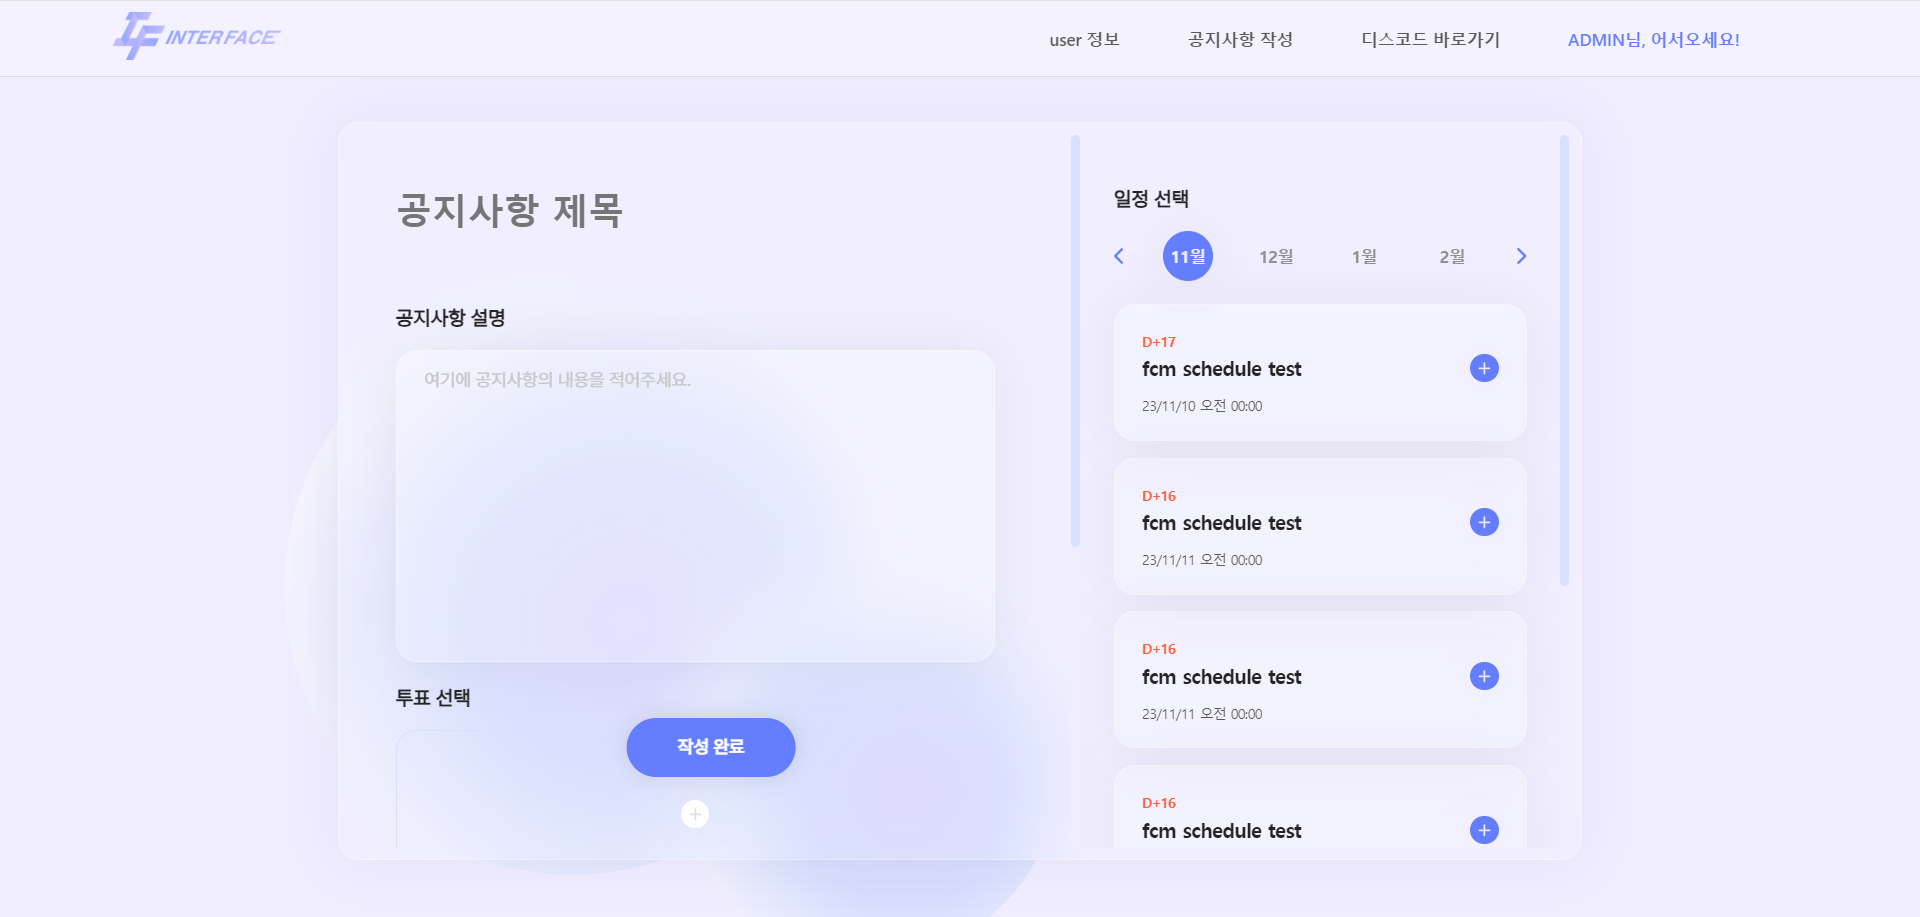 IF INTERFACE
user 정보
공지사항 작성
디스코드 바로가기
ADMIN님, 어서오세요!
공지사항 제목
공지사항 설명
여기에 공지사항의 내용을 적어주세요.
투표 선택
작성 완료
일정 선택
11월
12월
1월
2월
D+17
fcm schedule test
23/11/10 오전 00:00
D+16
fcm schedule test
23/11/11 오전 00:00
D+16
fcm schedule test
23/11/11 오전 00:00
D+16
fcm schedule test